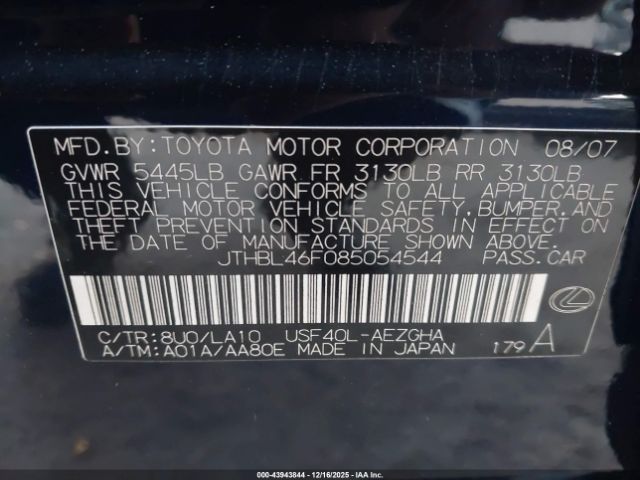 MFD.BY:TOYOTA MOTOR CORPORATION 08/07
GVWR 5445LB GAWR FR 3130LB RR 3130LB
THIS VEHICLE CONFORMS TO ALL APPLICABLE
FEDERAL MOTOR VEHICLE SAFETY,BUMPER,AND
THEFT PREVENTION STANDARDS IN EFFECT ON
THE DATE OF MANUFACTURE SHOWN ABOVE.
JTHBL46F085054544 PASS.CAR
C/TR:8U0/LA10 USF40L-AEZGHA
A/TM:A01A/AA80E MADE IN JAPAN 179 A
000-43943844 - 12/16/2025 - IAA Inc.